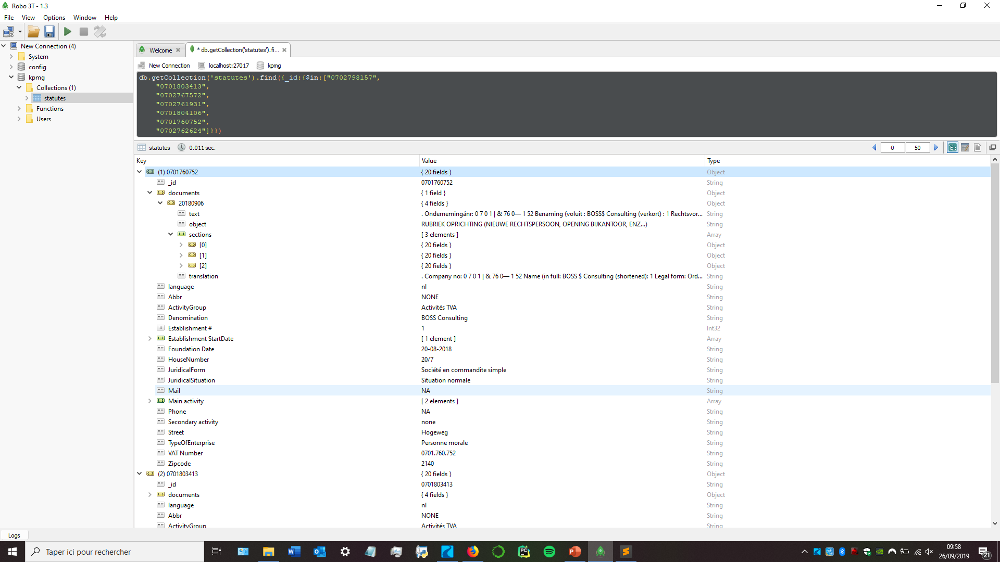 Robo 3T - 1.3
File View Options Window Help
New Connection (4)
System
config
kpmg
Collections (1)
statutes
Functions
Users
Welcome
* db.getCollection('statutes').fi...
New Connection localhost:27017 kpmg
db.getCollection('statutes').find({_id:{$in:["0702798157",
"0701803413",
"0702767572",
"0702761931",
"0701804106",
"0701760752",
"0702762624"]}})
statutes 0.011 sec. 0 50
Key Value Type
(1) 0701760752 { 20 fields } Object
_id 0701760752 String
documents { 1 field } Object
20180906 { 4 fields } Object
text . Ondernemingánr: 0 7 0 1 | & 76 0— 1 52 Benaming (voluit : BOSS$ Consulting (verkort) : 1 Rechtsvor... String
object RUBRIEK OPRICHTING (NIEUWE RECHTSPERSOON, OPENING BIJKANTOOR, ENZ...) String
sections [ 3 elements ] Array
[0] { 20 fields } Object
[1] { 20 fields } Object
[2] { 20 fields } Object
translation . Company no: 0 7 0 1 | & 76 0— 1 52 Name (in full: BOSS $ Consulting (shortened): 1 Legal form: Ord... String
language nl String
Abbr NONE String
ActivityGroup Activités TVA String
Denomination BOSS Consulting String
Establishment # 1 Int32
Establishment StartDate [ 1 element ] Array
Foundation Date 20-08-2018 String
HouseNumber 20/7 String
JuridicalForm Société en commandite simple String
JuridicalSituation Situation normale String
Mail NA String
Main activity [ 2 elements ] Array
Phone NA String
Secondary activity none String
Street Hogeweg String
TypeOfEnterprise Personne morale String
VAT Number 0701.760.752 String
Zipcode 2140 String
(2) 0701803413 { 20 fields } Object
_id 0701803413 String
documents { 4 fields } Object
language nl String
Abbr NONE String
ActivityGroup Activités TVA String
Logs
Taper ici pour rechercher
09:58
26/09/2019
21